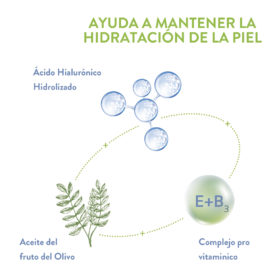 AYUDA A MANTENER LA
HIDRATACIÓN DE LA PIEL
Ácido Hialurónico
Hidrolizado
E+B3
Aceite del
fruto del Olivo
Complejo pro
vitamínico